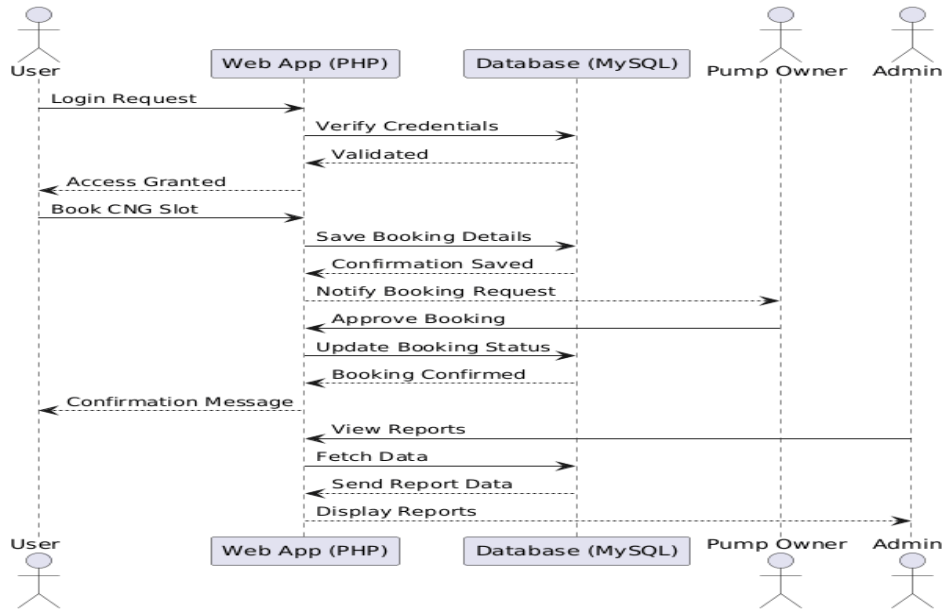 User
Web App (PHP)
Database (MySQL)
Pump Owner
Admin
Login Request
Verify Credentials
Validated
Access Granted
Book CNG Slot
Save Booking Details
Confirmation Saved
Notify Booking Request
Approve Booking
Update Booking Status
Booking Confirmed
Confirmation Message
View Reports
Fetch Data
Send Report Data
Display Reports
User
Web App (PHP)
Database (MySQL)
Pump Owner
Admin